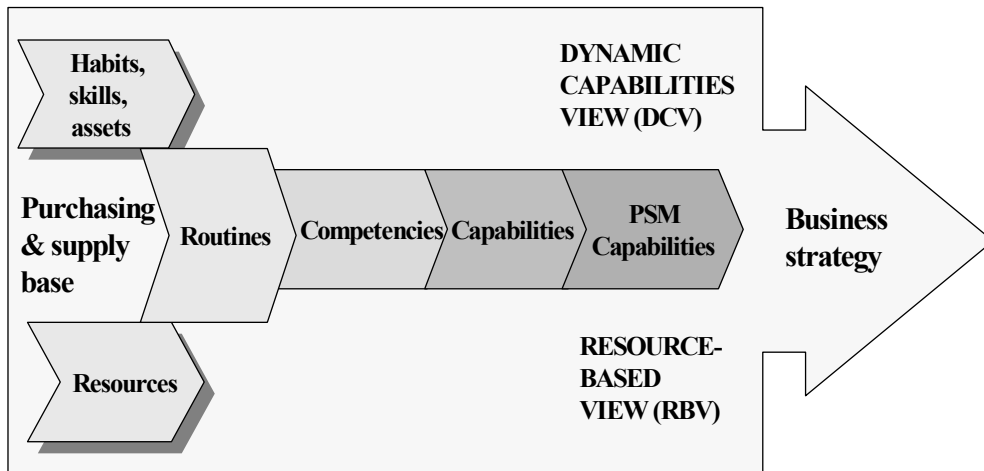 Habits,
skills,
assets
DYNAMIC
CAPABILITIES
VIEW (DCV)
Purchasing
& supply
base
Routines
Competencies
Capabilities
PSM
Capabilities
Business
strategy
Resources
RESOURCE-
BASED
VIEW (RBV)